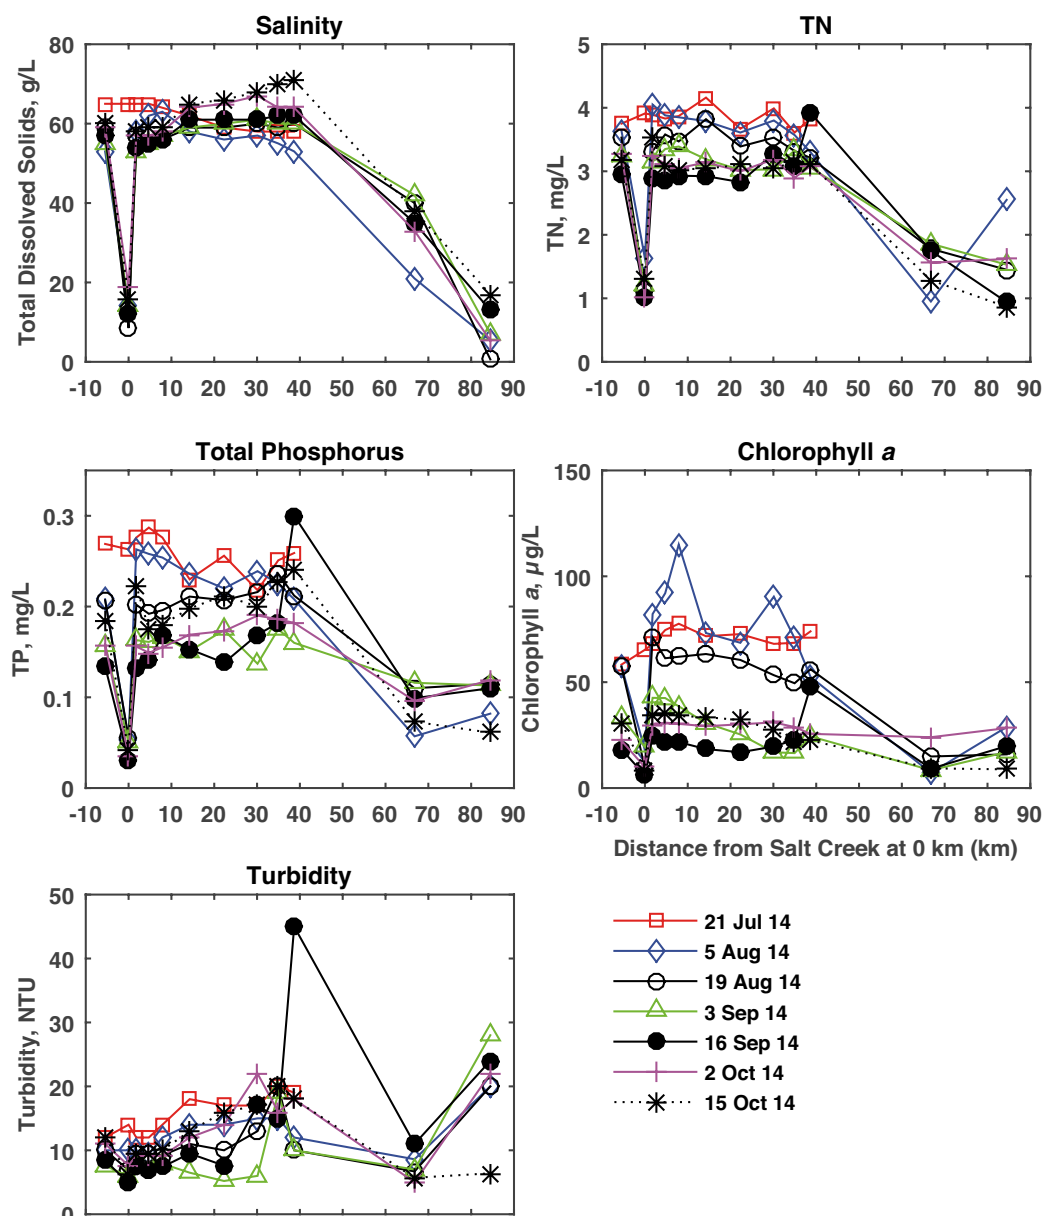 Salinity
Total Dissolved Solids, g/L
80
60
40
20
0
-10 0 10 20 30 40 50 60 70 80 90
TN
TN, mg/L
5
4
3
2
1
0
-10 0 10 20 30 40 50 60 70 80 90
Total Phosphorus
TP, mg/L
0.3
0.2
0.1
0
-10 0 10 20 30 40 50 60 70 80 90
Chlorophyll a
Chlorophyll a, µg/L
150
100
50
0
-10 0 10 20 30 40 50 60 70 80 90
Distance from Salt Creek at 0 km (km)
Turbidity
Turbidity, NTU
50
40
30
20
10
0
21 Jul 14
5 Aug 14
19 Aug 14
3 Sep 14
16 Sep 14
2 Oct 14
15 Oct 14